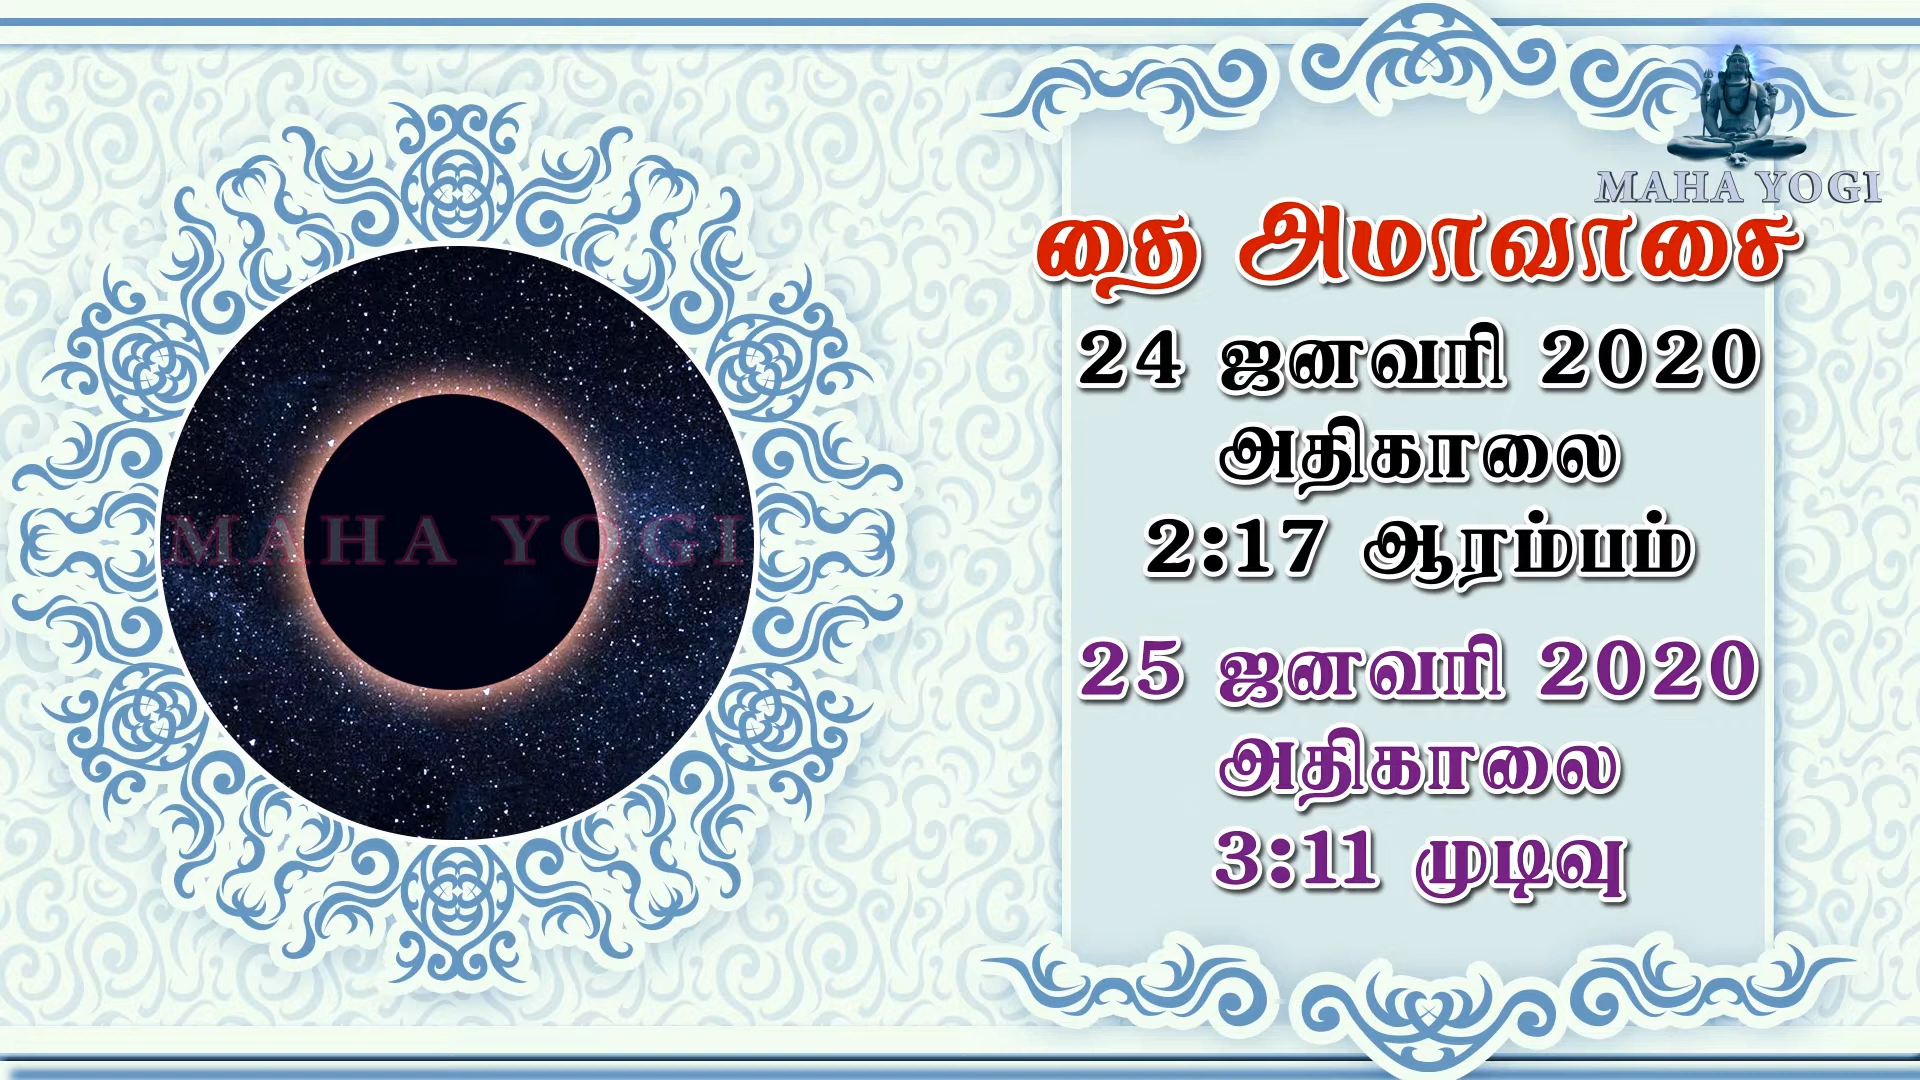 MAHA YOGI
தை அமாவாசை
24 ஜனவரி 2020
அதிகாலை
2:17 ஆரம்பம்
25 ஜனவரி 2020
அதிகாலை
3:11 முடிவு
MAHA YOGI